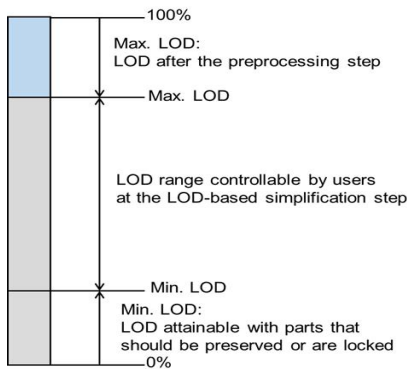 100%
Max. LOD:
LOD after the preprocessing step
Max. LOD
LOD range controllable by users
at the LOD-based simplification step
Min. LOD
Min. LOD:
LOD attainable with parts that
should be preserved or are locked
0%